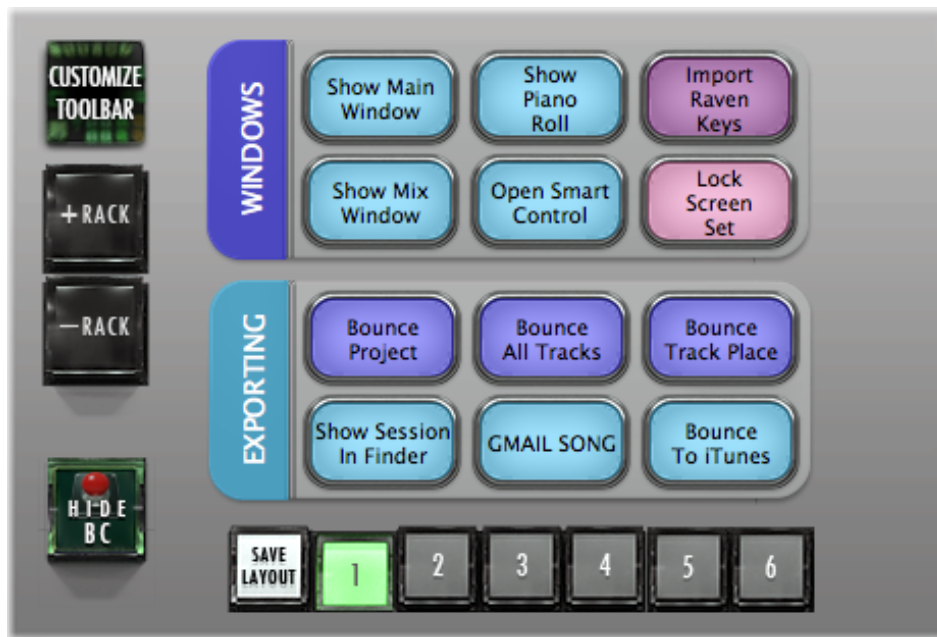 CUSTOMIZE
TOOLBAR
+RACK
−RACK
HIDE
BC
WINDOWS
Show Main
Window
Show
Piano
Roll
Import
Raven
Keys
Show Mix
Window
Open Smart
Control
Lock
Screen
Set
EXPORTING
Bounce
Project
Bounce
All Tracks
Bounce
Track Place
Show Session
In Finder
GMAIL SONG
Bounce
To iTunes
SAVE
LAYOUT
1
2
3
4
5
6